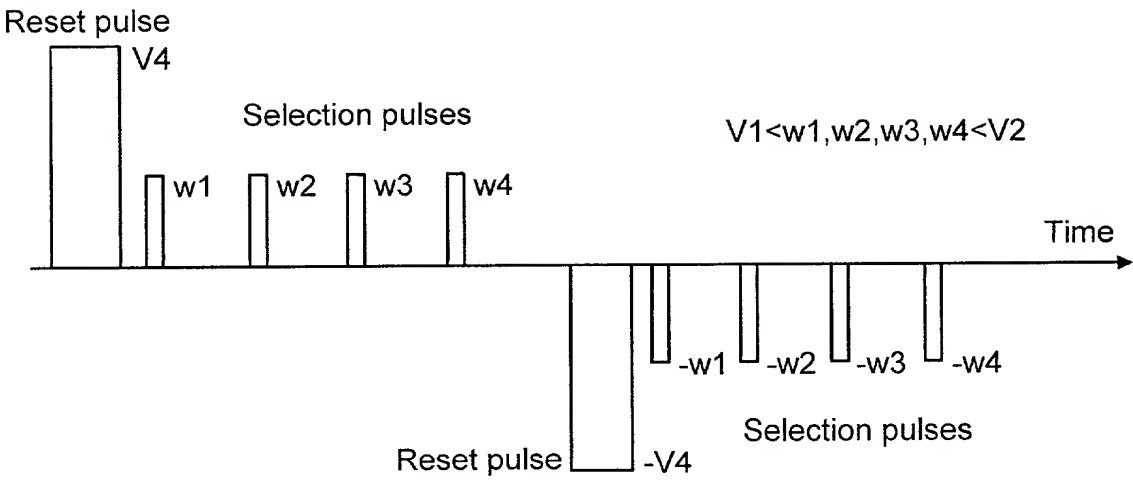 Reset pulse
V4
Selection pulses
V1<w1,w2,w3,w4<V2
w1
w2
w3
w4
Time
-w1
-w2
-w3
-w4
Selection pulses
Reset pulse
-V4